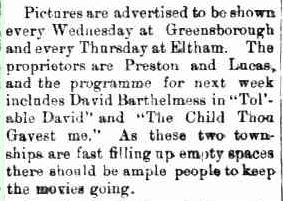 Pictures are advertised to be shown
every Wednesday at Greensborough
and every Thursday at Eltham. The
proprietors are Preston and Lucas,
and the programme for next week
includes David Barthelmess in "Tol'-
able David" and "The Child Thou
Gavest me." As these two town-
ships are fast filling up empty spaces
there should be ample people to keep
the movies going.